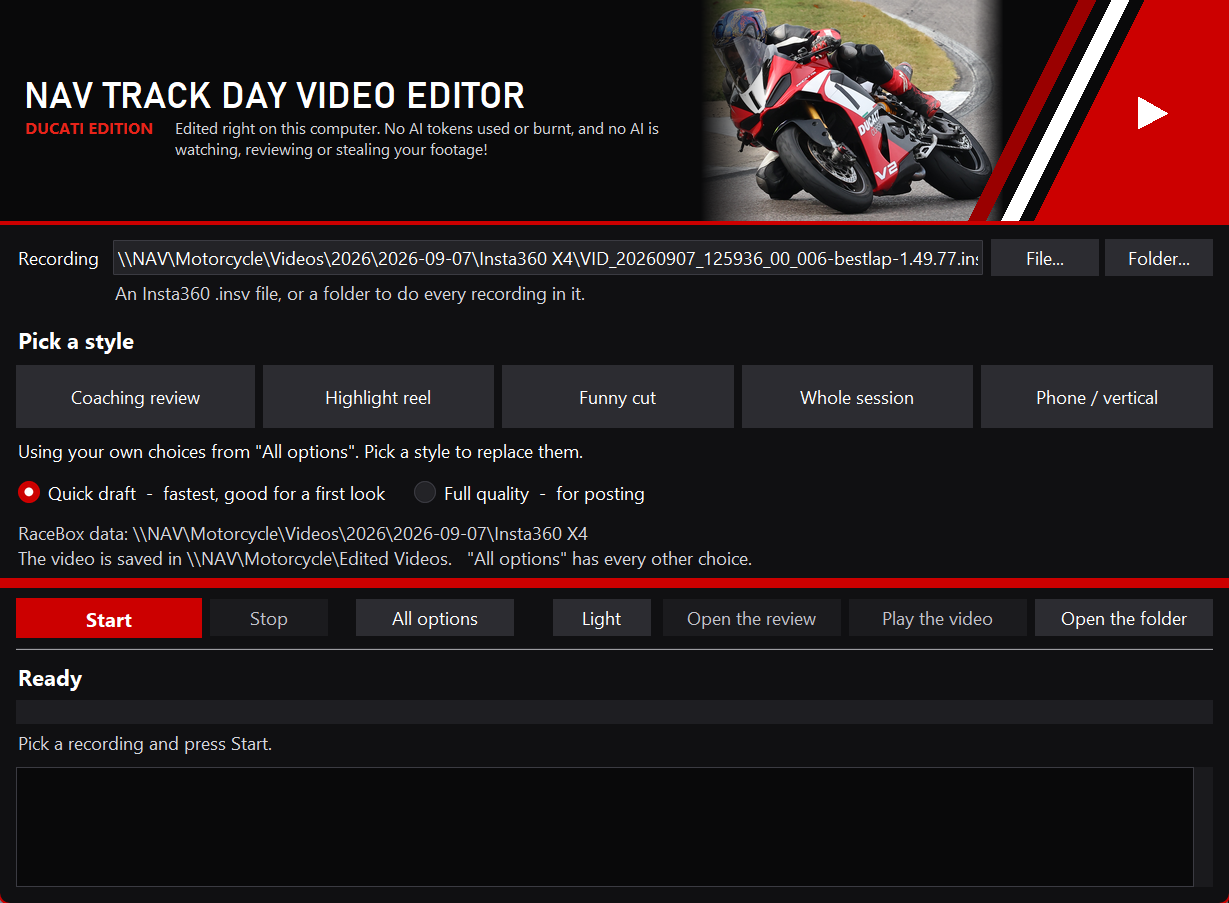 NAV TRACK DAY VIDEO EDITOR
DUCATI EDITION
Edited right on this computer. No AI tokens used or burnt, and no AI is
watching, reviewing or stealing your footage!
DUCATI
V2
Recording
\\NAV\Motorcycle\Videos\2026\2026-09-07\Insta360 X4\VID_20260907_125936_00_006-bestlap-1.49.77.ins
File...
Folder...
An Insta360 .insv file, or a folder to do every recording in it.
Pick a style
Coaching review
Highlight reel
Funny cut
Whole session
Phone / vertical
Using your own choices from "All options". Pick a style to replace them.
Quick draft - fastest, good for a first look
Full quality - for posting
RaceBox data: \\NAV\Motorcycle\Videos\2026\2026-09-07\Insta360 X4
The video is saved in \\NAV\Motorcycle\Edited Videos. "All options" has every other choice.
Start
Stop
All options
Light
Open the review
Play the video
Open the folder
Ready
Pick a recording and press Start.